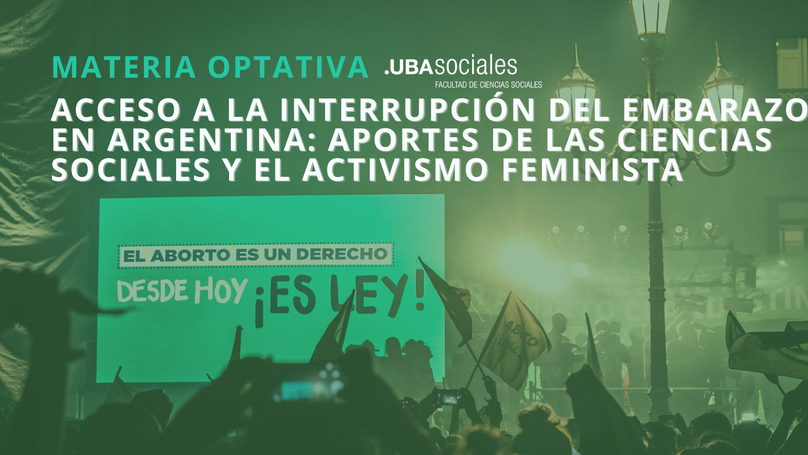 MATERIA OPTATIVA
.UBAsociales
FACULTAD DE CIENCIAS SOCIALES
ACCESO A LA INTERRUPCIÓN DEL EMBARAZO
EN ARGENTINA: APORTES DE LAS CIENCIAS
SOCIALES Y EL ACTIVISMO FEMINISTA
EL ABORTO ES UN DERECHO
DESDE HOY ¡ES LEY!